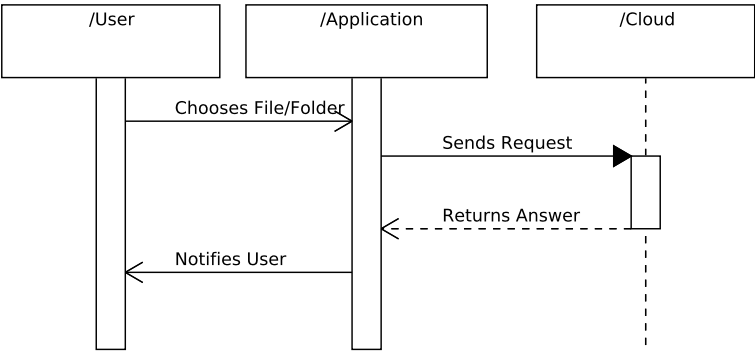 /User
/Application
/Cloud
Chooses File/Folder
Sends Request
Returns Answer
Notifies User